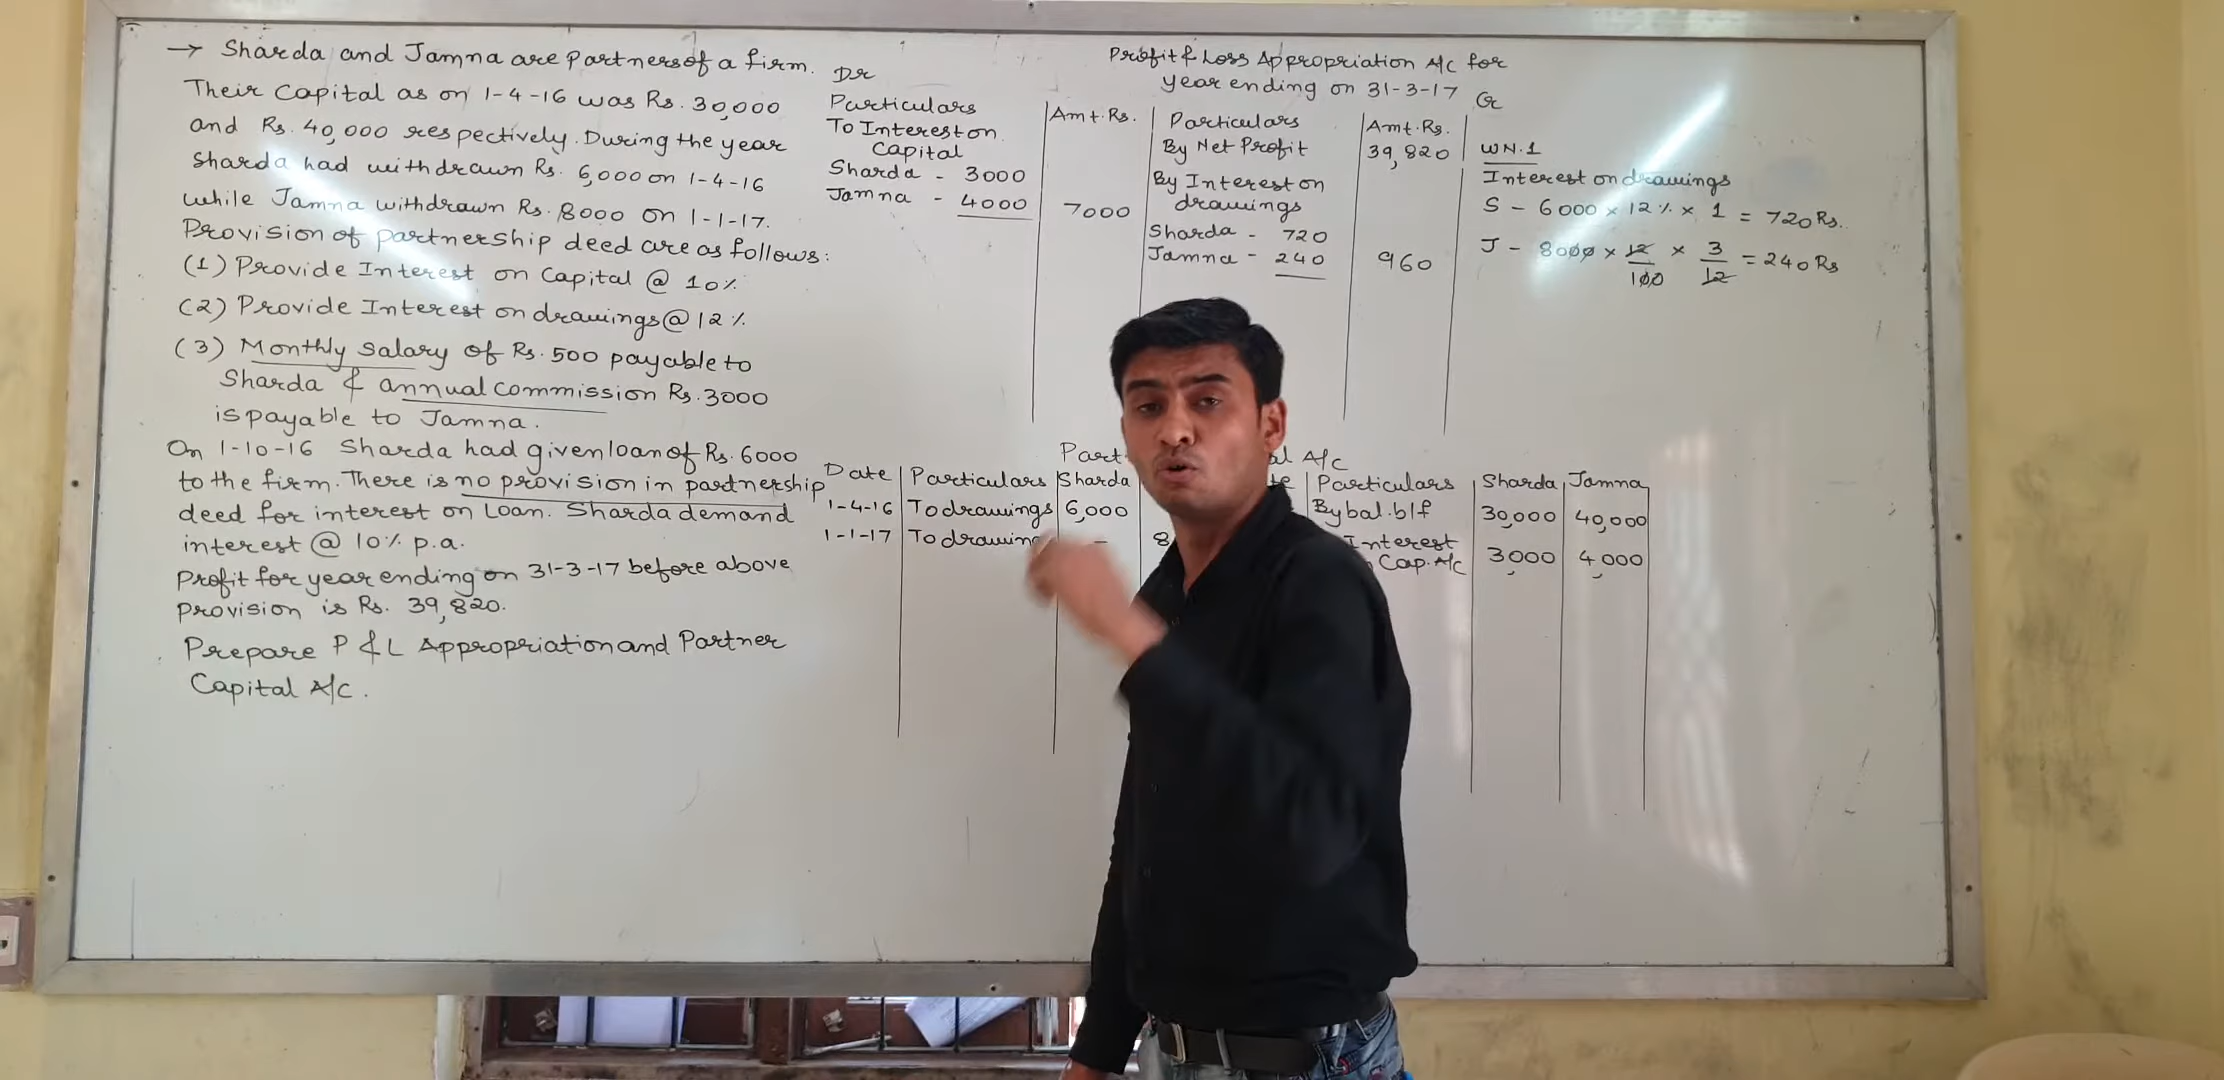 → Sharda and Jamna are Partners of a firm.
Their Capital as on 1-4-16 was Rs. 30,000
and Rs. 40,000 respectively. During the year
Sharda had withdrawn Rs. 6,000 on 1-4-16
while Jamna withdrawn Rs. 8000 on 1-1-17.
Provision of partnership deed are as follows:
(1) Provide Interest on Capital @ 10%
(2) Provide Interest on drawings @ 12%.
(3) Monthly Salary of Rs. 500 payable to
Sharda & annual commission Rs. 3000
is payable to Jamna.
On 1-10-16 Sharda had given loan of Rs. 6000
to the firm. There is no provision in partnership
deed for interest on Loan. Sharda demand
interest @ 10% p.a.
Profit for year ending on 31-3-17 before above
provision is Rs. 39,820.
Prepare P & L Appropriation and Partner
Capital A/c.
Profit & Loss Appropriation A/c for
year ending on 31-3-17
Dr Cr
Particulars Amt. Rs. Particulars Amt. Rs.
To Interest on By Net Profit 39,820
Capital By Interest on
Sharda - 3000 drawings
Jamna - 4000 7000 Sharda - 720
Jamna - 240 960
WN.1
Interest on drawings
S - 6000 × 12% × 1 = 720 Rs.
J - 8000 × 12/100 × 3/12 = 240 Rs
Part al A/c
Date Particulars Sharda te Particulars Sharda Jamna
1-4-16 To drawings 6,000 By bal. b/f 30,000 40,000
1-1-17 To drawing - 8 Interest
Cap. A/c 3,000 4,000